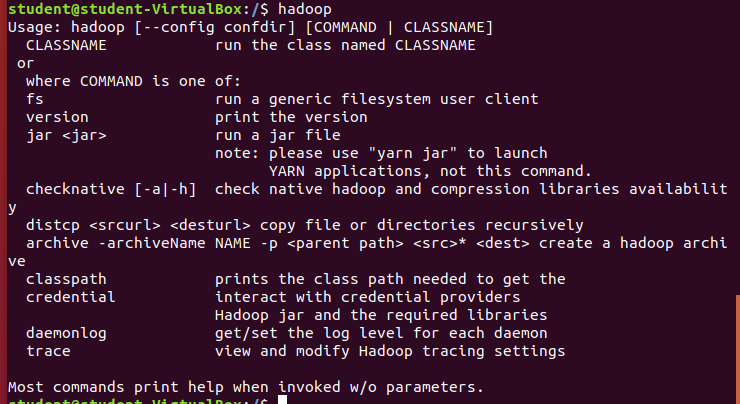 student@student-VirtualBox:/$ hadoop
Usage: hadoop [--config confdir] [COMMAND | CLASSNAME]
  CLASSNAME            run the class named CLASSNAME
 or
  where COMMAND is one of:
  fs                   run a generic filesystem user client
  version              print the version
  jar <jar>            run a jar file
                       note: please use "yarn jar" to launch
                             YARN applications, not this command.
  checknative [-a|-h]  check native hadoop and compression libraries availabilit
y
  distcp <srcurl> <desturl> copy file or directories recursively
  archive -archiveName NAME -p <parent path> <src>* <dest> create a hadoop archi
ve
  classpath            prints the class path needed to get the
  credential           interact with credential providers
                       Hadoop jar and the required libraries
  daemonlog            get/set the log level for each daemon
  trace                view and modify Hadoop tracing settings

Most commands print help when invoked w/o parameters.
student@student-VirtualBox:/$